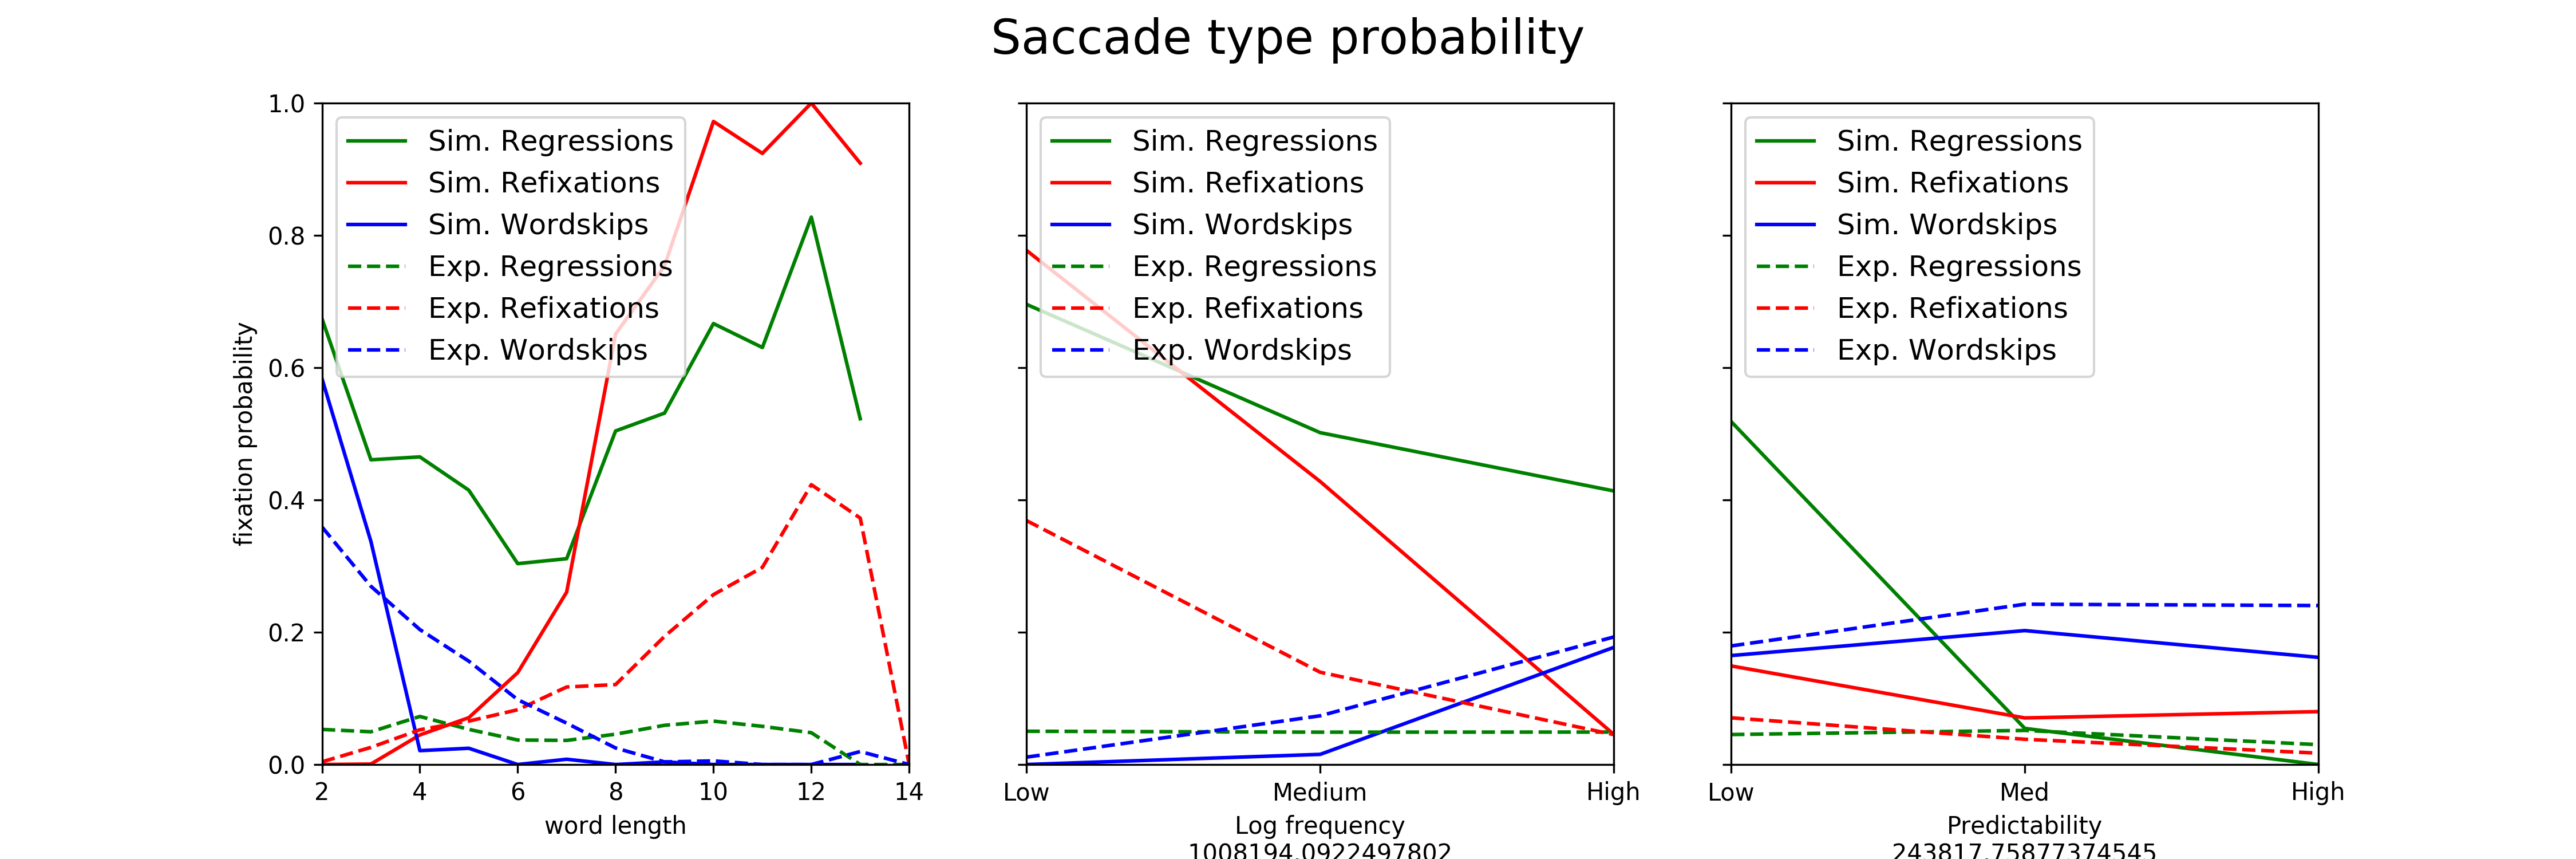 Saccade type probability
fixation probability
1.0
0.8
0.6
0.4
0.2
0.0
Sim. Regressions
Sim. Refixations
Sim. Wordskips
Exp. Regressions
Exp. Refixations
Exp. Wordskips
2 4 6 8 10 12 14
word length
Sim. Regressions
Sim. Refixations
Sim. Wordskips
Exp. Regressions
Exp. Refixations
Exp. Wordskips
Low Medium High
Log frequency
1008194.0922497802
Sim. Regressions
Sim. Refixations
Sim. Wordskips
Exp. Regressions
Exp. Refixations
Exp. Wordskips
Low Med High
Predictability
243817.75877374545